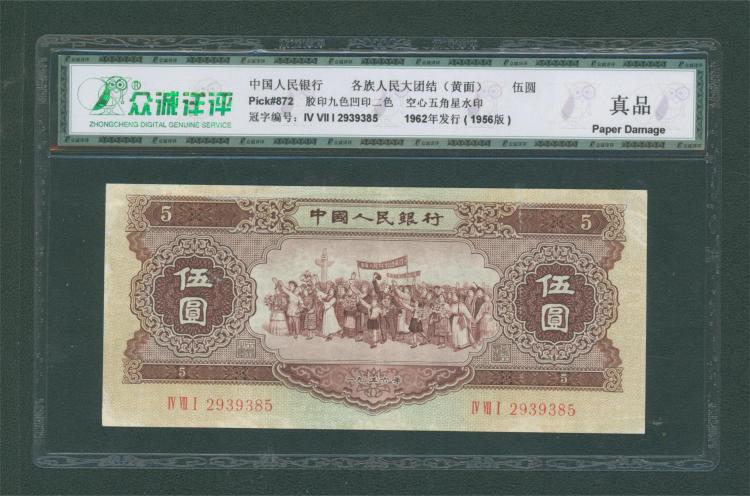 众诚评评
ZHONGCHENG DIGITAL GENUINE SERVICE
中国人民银行 各族人民大团结（黄面） 伍圆
Pick#872 胶印九色凹印二色 空心五角星水印
冠字编号：IV VII I 2939385 1962年发行(1956版)
真品
Paper Damage
5 中國人民銀行 5
伍圓 伍圓
5 一九五六年 5
IV VII I 2939385 IV VII I 2939385